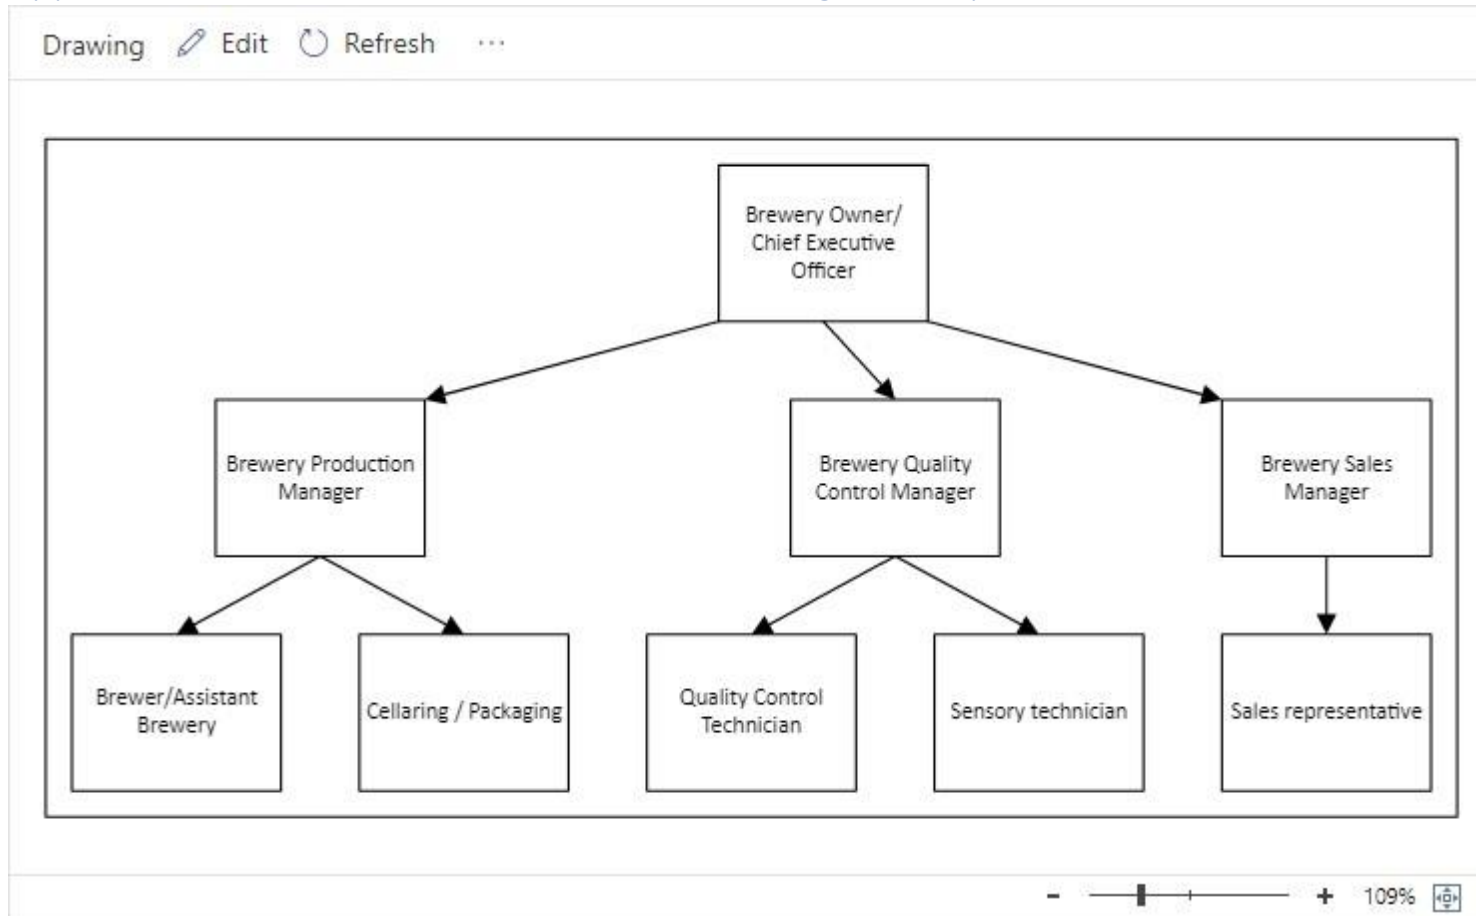 Drawing Edit Refresh ...
Brewery Owner/
Chief Executive
Officer
Brewery Production
Manager
Brewery Quality
Control Manager
Brewery Sales
Manager
Brewer/Assistant
Brewery
Cellaring / Packaging
Quality Control
Technician
Sensory technician
Sales representative
- + 109%